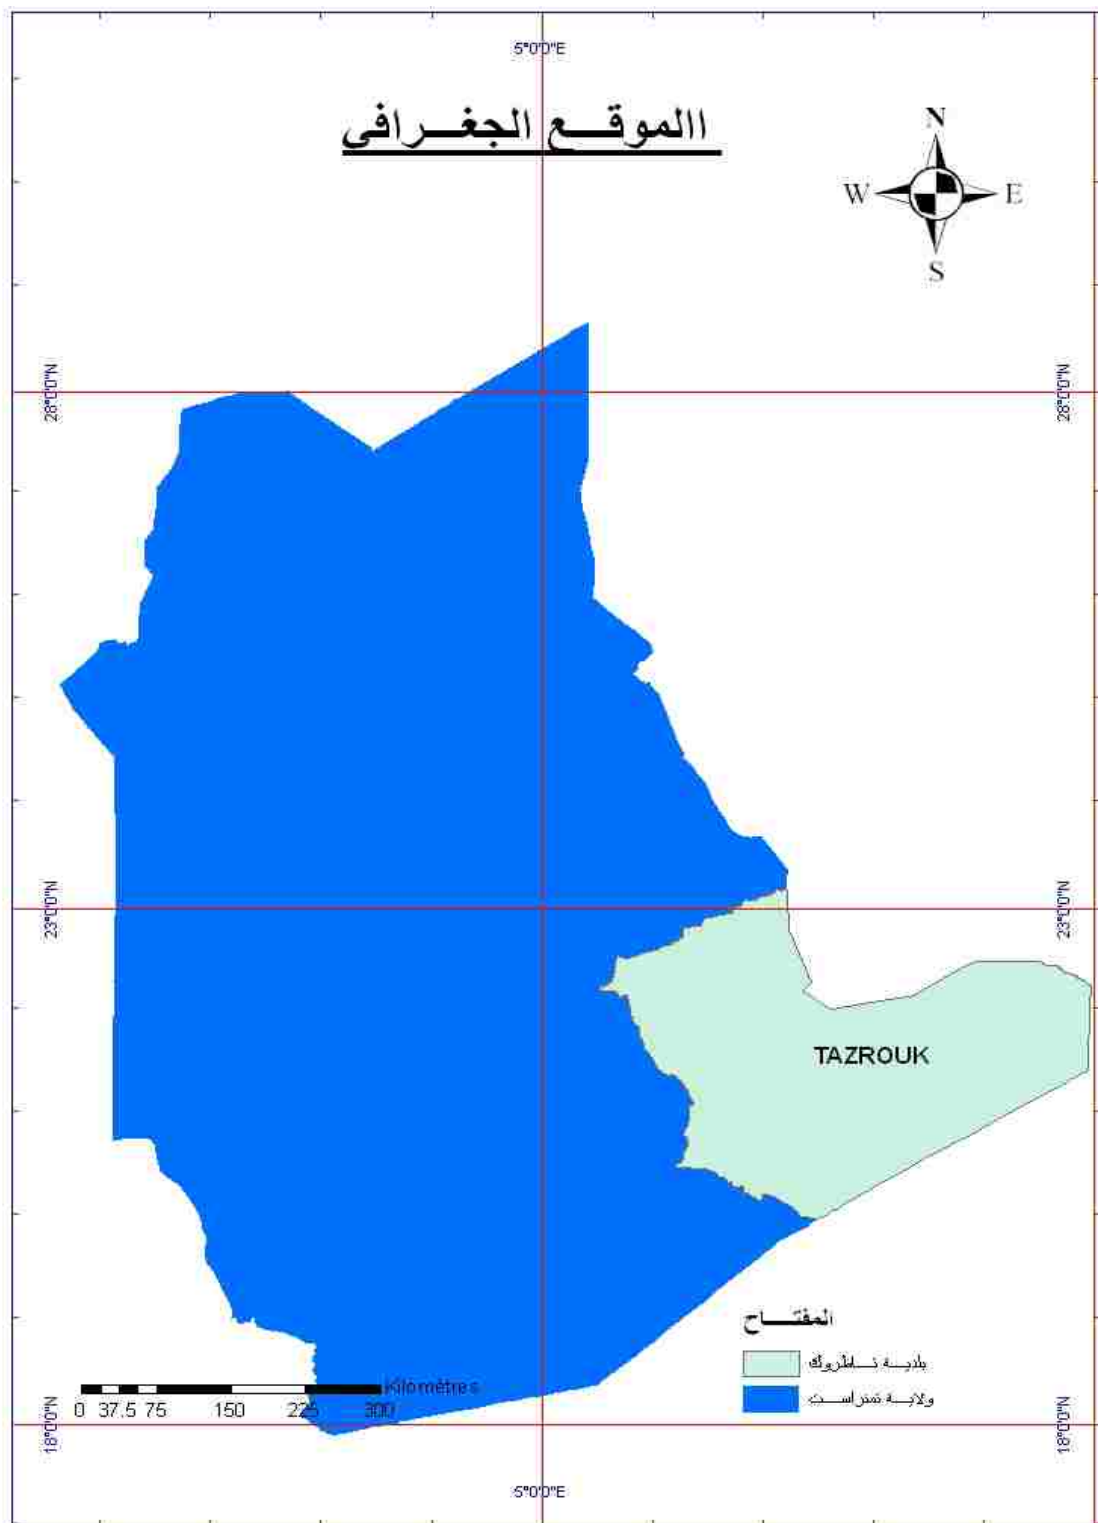 5°0'0"E
االموقــع الجغــرافي
N
W E
S
28°0'0"N 28°0'0"N
23°0'0"N 23°0'0"N
TAZROUK
المفتــــاح
بلديــة تــاظروك
ولايــة تمنراســت
Kilométres
0 37.5 75 150 225 300
18°0'0"N 18°0'0"N
5°0'0"E